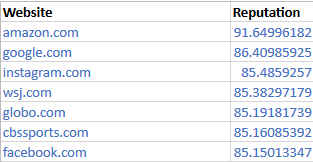 Website Reputation
amazon.com 91.64996182
google.com 86.40985925
instagram.com 85.4859257
wsj.com 85.38297179
globo.com 85.19181739
cbssports.com 85.16085392
facebook.com 85.15013347